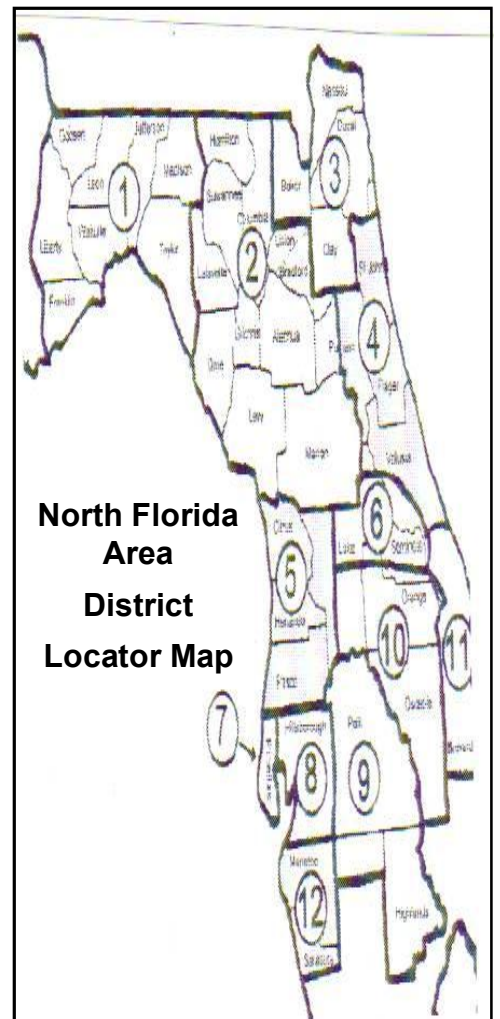 Nassau
Duval
Gadsden
Jefferson
Hamilton
Madison
Leon
Baker
3
1
Suwannee
Columbia
Wakulla
Union
Clay
St. Johns
Liberty
Taylor
2
Bradford
Lafayette
Franklin
Gilchrist
Alachua
Putnam
4
Dixie
Flagler
Levy
Marion
Volusia
North Florida
Area
District
Locator Map
Citrus
6
Lake
Seminole
5
Orange
Hernando
10
11
Pasco
Osceola
7
Hillsborough
Polk
Brevard
8
9
Manatee
12
Highlands
Sarasota